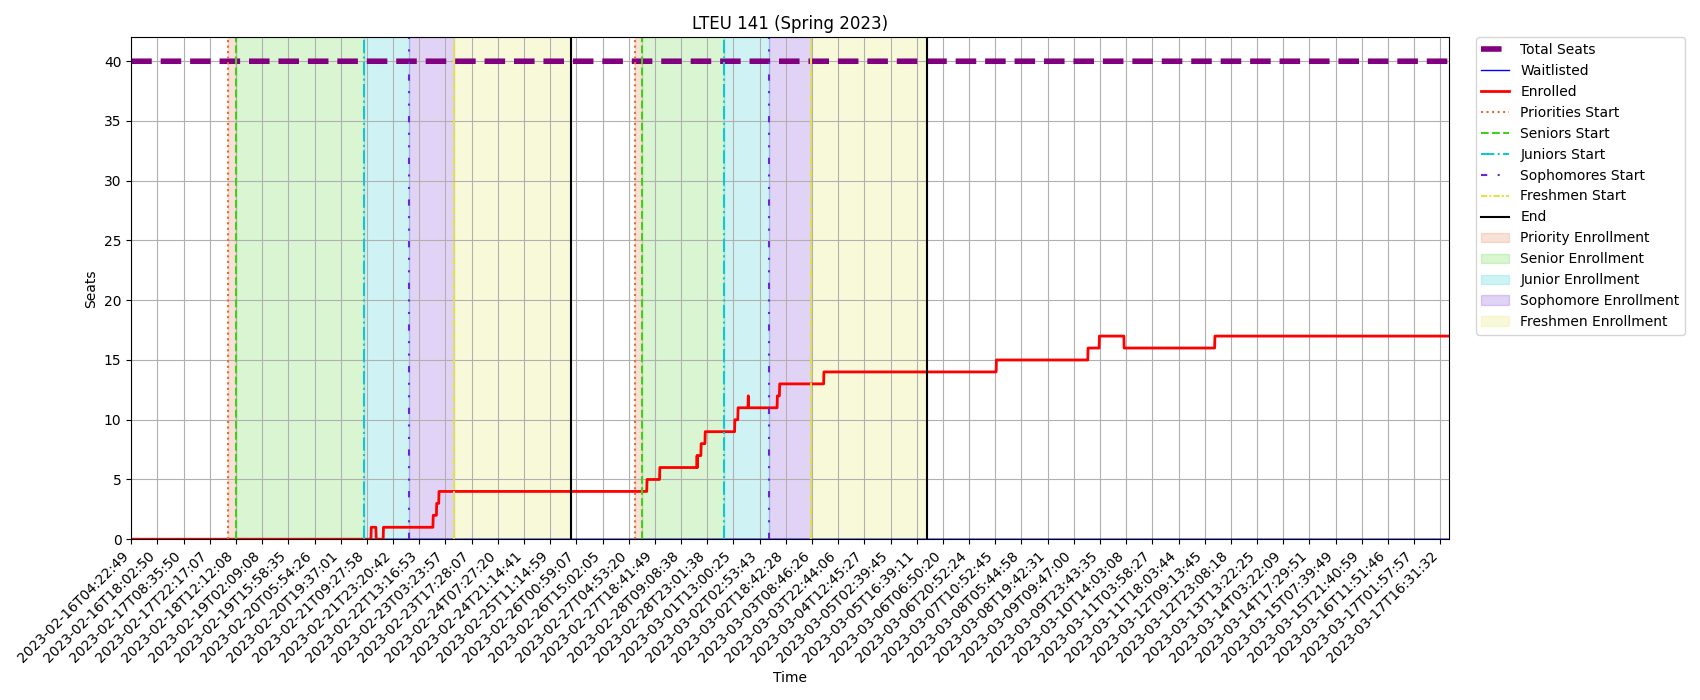 LTEU 141 (Spring 2023)
Seats
40
35
30
25
20
15
10
5
0
2023-02-16T04:22:49
2023-02-16T18:02:50
2023-02-17T08:35:50
2023-02-17T22:17:07
2023-02-18T12:12:08
2023-02-19T02:09:08
2023-02-19T15:58:35
2023-02-20T05:54:26
2023-02-20T19:37:01
2023-02-21T09:27:58
2023-02-21T23:20:42
2023-02-22T13:16:53
2023-02-23T03:23:57
2023-02-23T17:28:07
2023-02-24T07:27:20
2023-02-24T21:14:41
2023-02-25T11:14:59
2023-02-26T00:59:07
2023-02-26T15:02:05
2023-02-27T04:53:20
2023-02-27T18:41:49
2023-02-28T09:08:38
2023-02-28T23:01:38
2023-03-01T13:00:25
2023-03-02T02:53:43
2023-03-02T18:42:28
2023-03-03T08:46:26
2023-03-03T22:44:06
2023-03-04T12:45:27
2023-03-05T02:39:45
2023-03-05T16:39:11
2023-03-06T06:50:20
2023-03-06T20:52:24
2023-03-07T10:52:45
2023-03-08T05:44:58
2023-03-08T19:42:31
2023-03-09T09:47:00
2023-03-09T23:43:35
2023-03-10T14:03:08
2023-03-11T03:58:27
2023-03-11T18:03:44
2023-03-12T09:13:45
2023-03-12T23:08:18
2023-03-13T13:22:25
2023-03-14T03:22:09
2023-03-14T17:29:51
2023-03-15T07:39:49
2023-03-15T21:40:59
2023-03-16T11:51:46
2023-03-17T01:57:57
2023-03-17T16:31:32
Time
Total Seats
Waitlisted
Enrolled
Priorities Start
Seniors Start
Juniors Start
Sophomores Start
Freshmen Start
End
Priority Enrollment
Senior Enrollment
Junior Enrollment
Sophomore Enrollment
Freshmen Enrollment